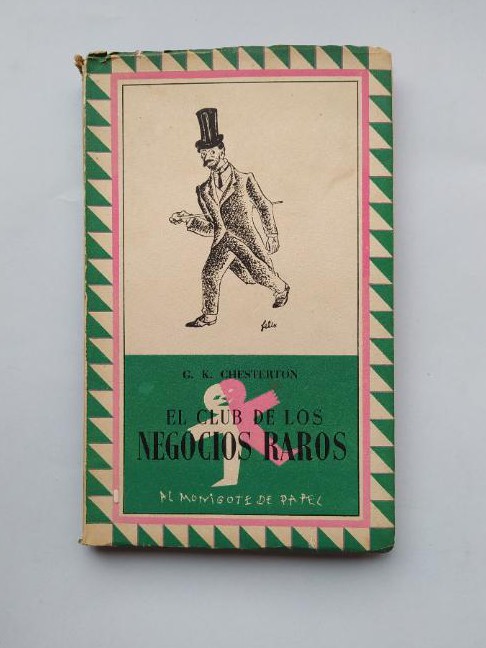 G. K. CHESTERTON
EL CLUB DE LOS
NEGOCIOS RAROS
AL MONIGOTE DE PAPEL